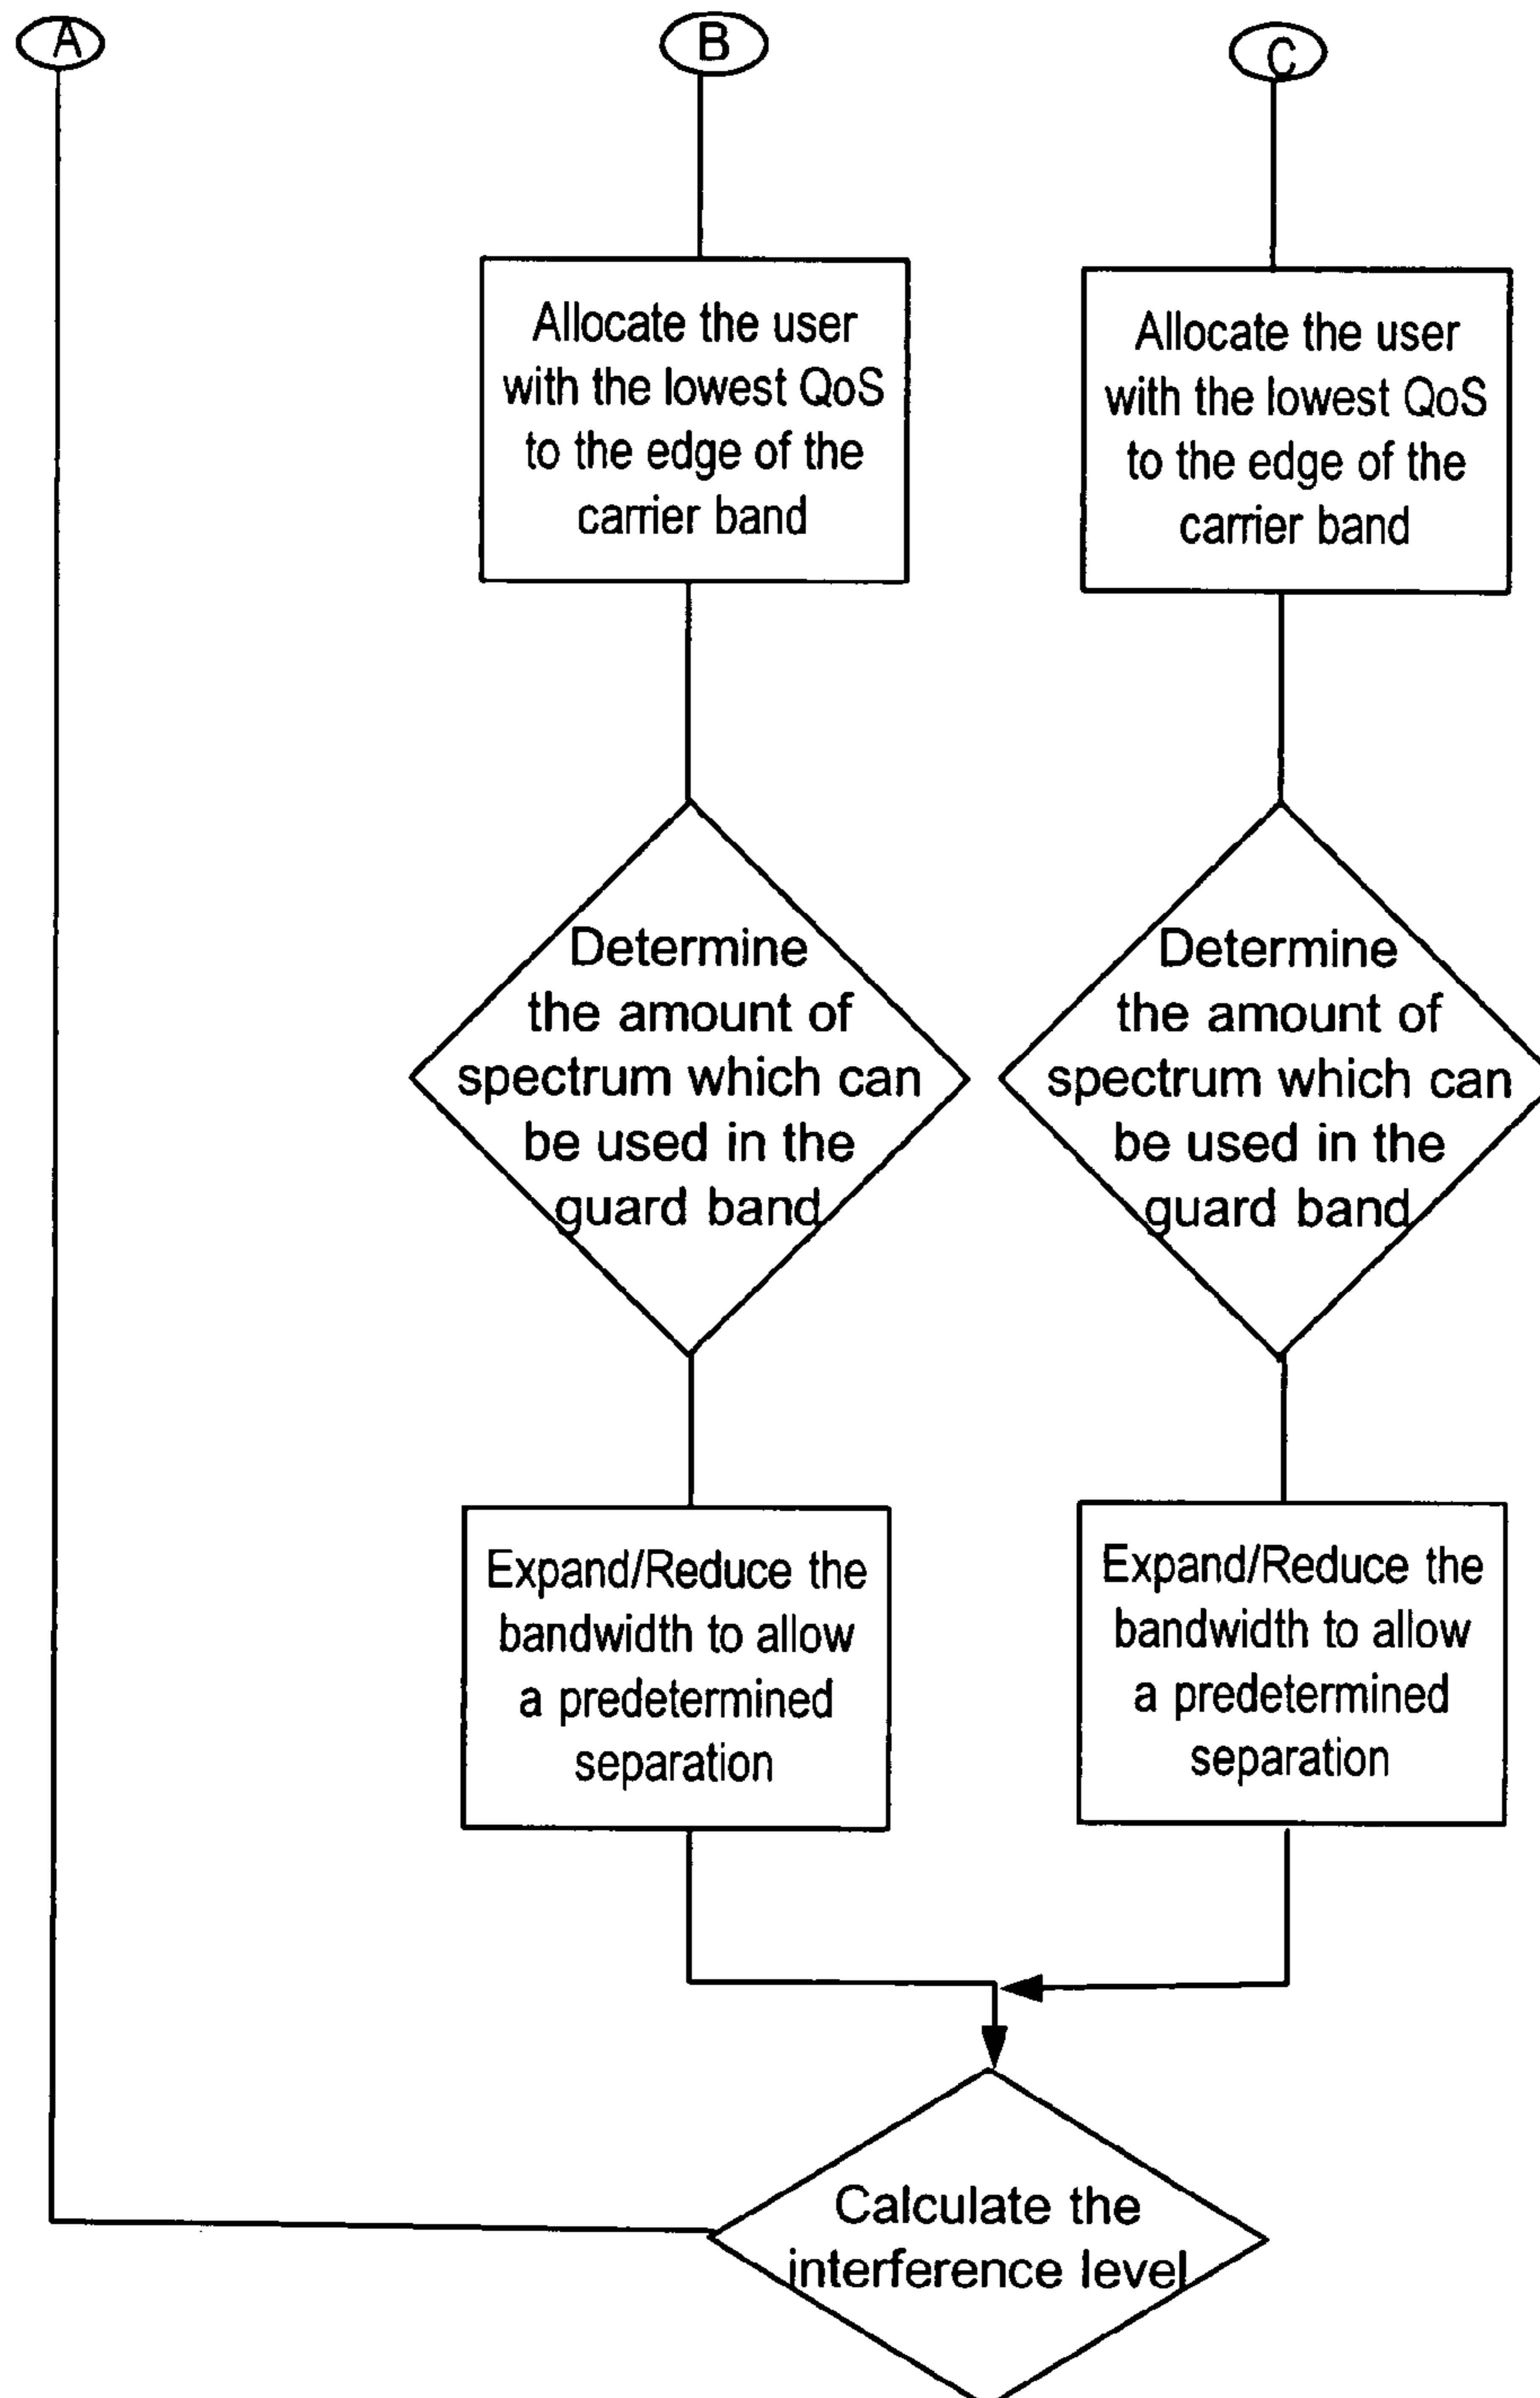 A
B
C
Allocate the user
with the lowest QoS
to the edge of the
carrier band
Allocate the user
with the lowest QoS
to the edge of the
carrier band
Determine
the amount of
spectrum which can
be used in the
guard band
Determine
the amount of
spectrum which can
be used in the
guard band
Expand/Reduce the
bandwidth to allow
a predetermined
separation
Expand/Reduce the
bandwidth to allow
a predetermined
separation
Calculate the
interference level